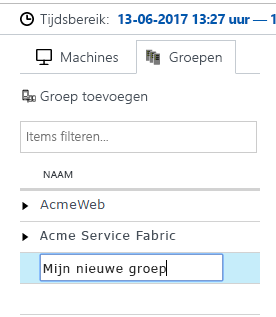 Tijdsbereik: 13-06-2017 13:27 uur — 1
Machines Groepen
Groep toevoegen
Items filteren...
NAAM
AcmeWeb
Acme Service Fabric
Mijn nieuwe groep